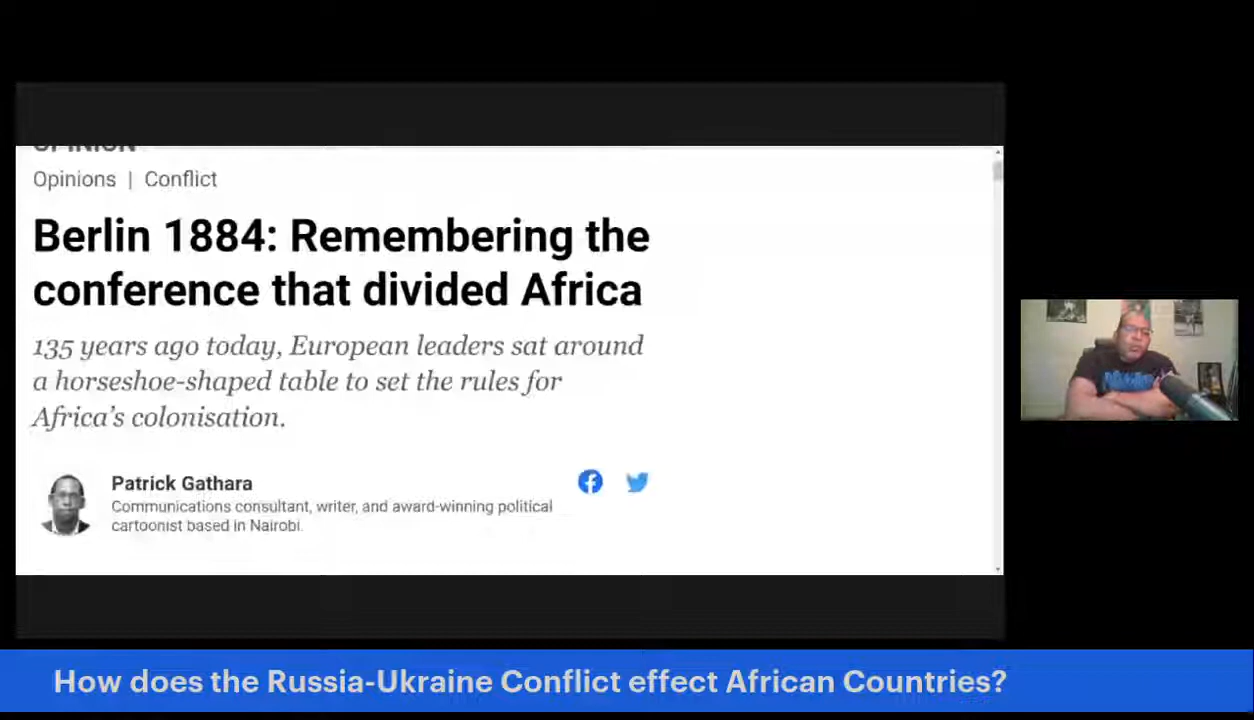 OPINION
Opinions | Conflict
Berlin 1884: Remembering the
conference that divided Africa
135 years ago today, European leaders sat around
a horseshoe-shaped table to set the rules for
Africa's colonisation.
Patrick Gathara
Communications consultant, writer, and award-winning political
cartoonist based in Nairobi.
How does the Russia-Ukraine Conflict effect African Countries?